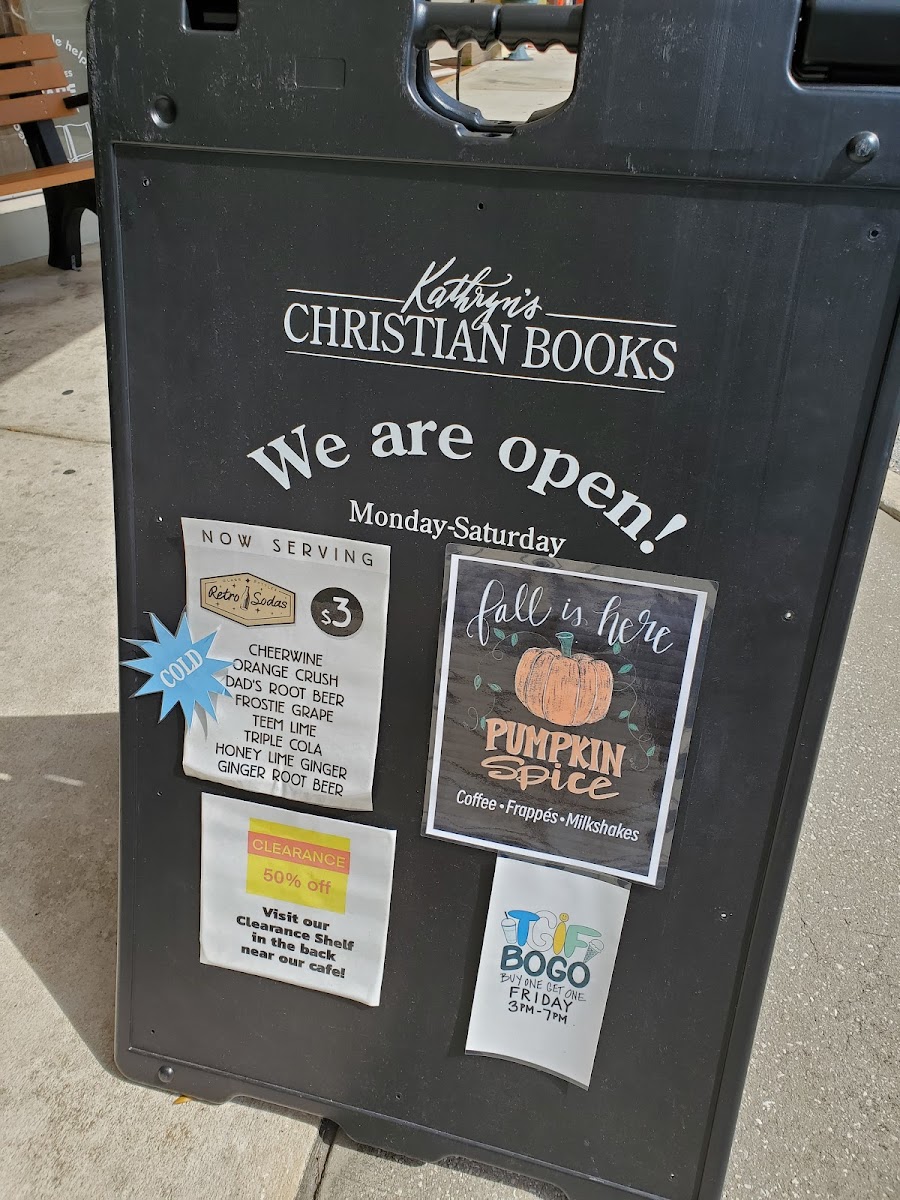 Kathryn's
CHRISTIAN BOOKS
We are open!
Monday-Saturday
NOW SERVING
Retro Sodas
$3
COLD
CHEERWINE
ORANGE CRUSH
DAD'S ROOT BEER
FROSTIE GRAPE
TEEM LIME
TRIPLE COLA
HONEY LIME GINGER
GINGER ROOT BEER
fall is here
PUMPKIN
Spice
Coffee • Frappés • Milkshakes
CLEARANCE
50% off
Visit our
Clearance Shelf
in the back
near our cafe!
TGIF
BOGO
BUY ONE GET ONE
FRIDAY
3PM-7PM